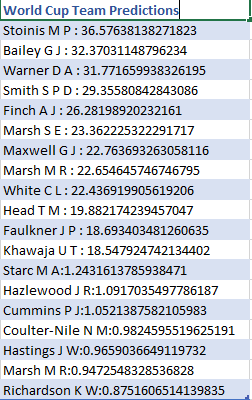 World Cup Team Predictions
Stoinis M P : 36.57638138271823
Bailey G J : 32.37031148796234
Warner D A : 31.771659938326195
Smith S P D : 29.35580842843086
Finch A J : 26.28198920232161
Marsh S E : 23.362225322291717
Maxwell G J : 22.763693263058116
Marsh M R : 22.654645746746795
White C L : 22.436919905619206
Head T M : 19.882174239457047
Faulkner J P : 18.693403481260635
Khawaja U T : 18.547924742134402
Starc M A:1.2431613785938471
Hazlewood J R:1.0917035497786187
Cummins P J:1.0521387582105983
Coulter-Nile N M:0.9824595519625191
Hastings J W:0.9659036649119732
Marsh M R:0.9472548328536828
Richardson K W:0.8751606514139835